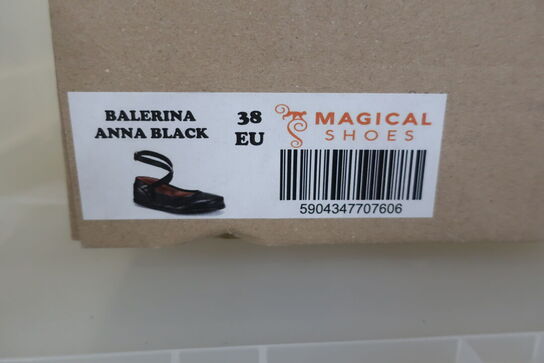 BALERINA
ANNA BLACK
38
EU
MAGICAL
SHOES
5904347707606